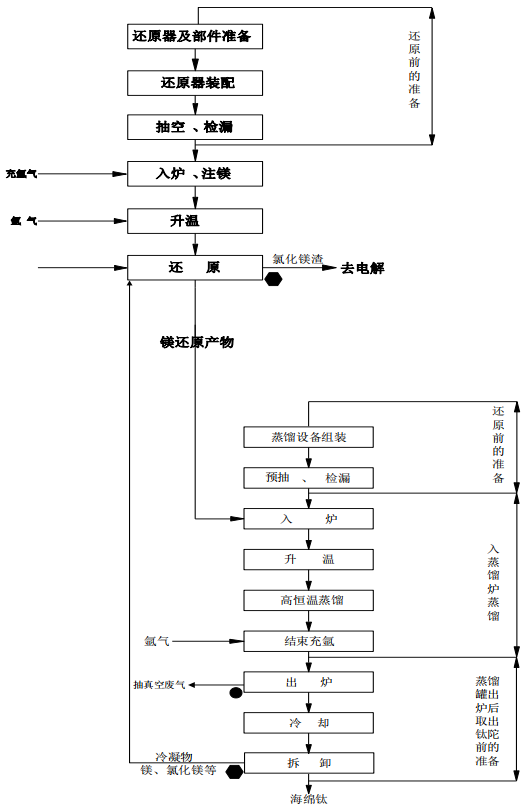 还原器及部件准备
还原前的准备
还原器装配
抽空、检漏
充氩气
入炉、注镁
氩 气
升温
还 原
氯化镁渣
去电解
镁还原产物
还原前的准备
蒸馏设备组装
预抽 、 检漏
入 炉
升 温
入蒸馏炉蒸馏
高恒温蒸馏
氩气
结束充氩
抽真空废气
出 炉
蒸馏
罐出
炉后
取出
钛陀
前的
准备
冷 却
冷凝物
镁、氯化镁等
拆 卸
海绵钛